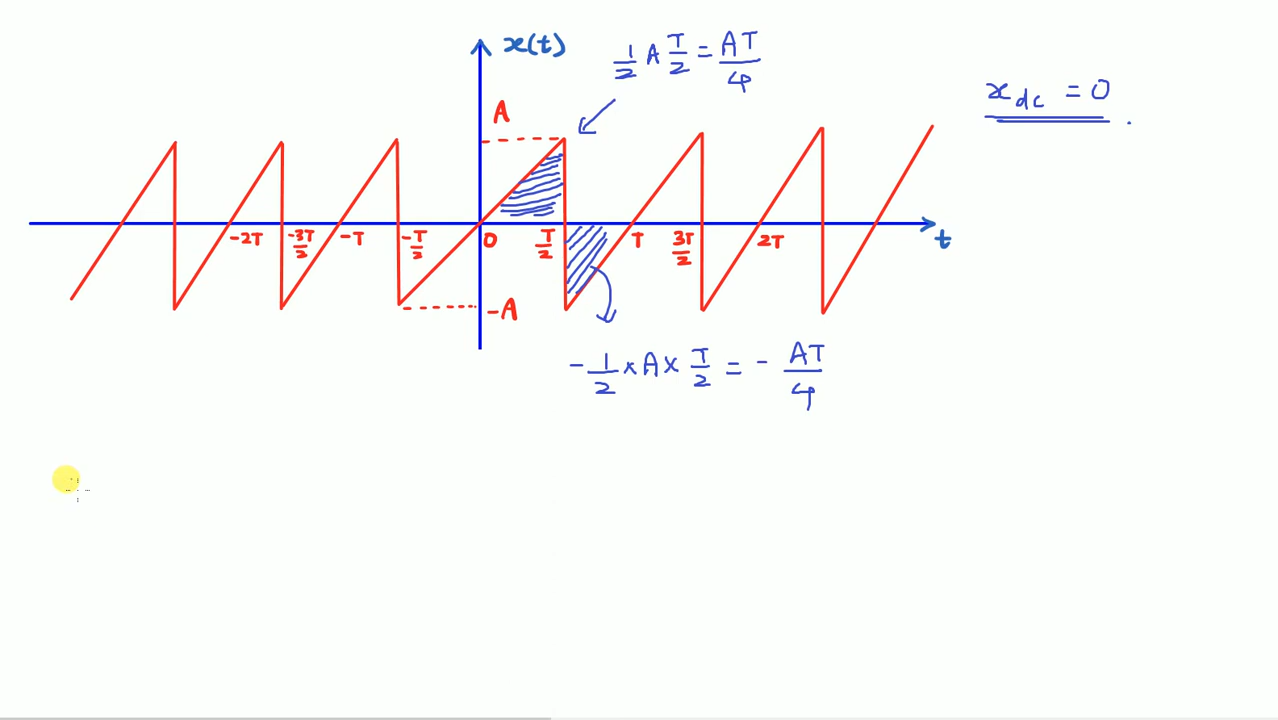 x(t)
1/2 A T/2 = AT/4
x_dc = 0 .
A
-2T -3T/2 -T -T/2 0 T/2 T 3T/2 2T t
-A
- 1/2 × A × T/2 = - AT/4